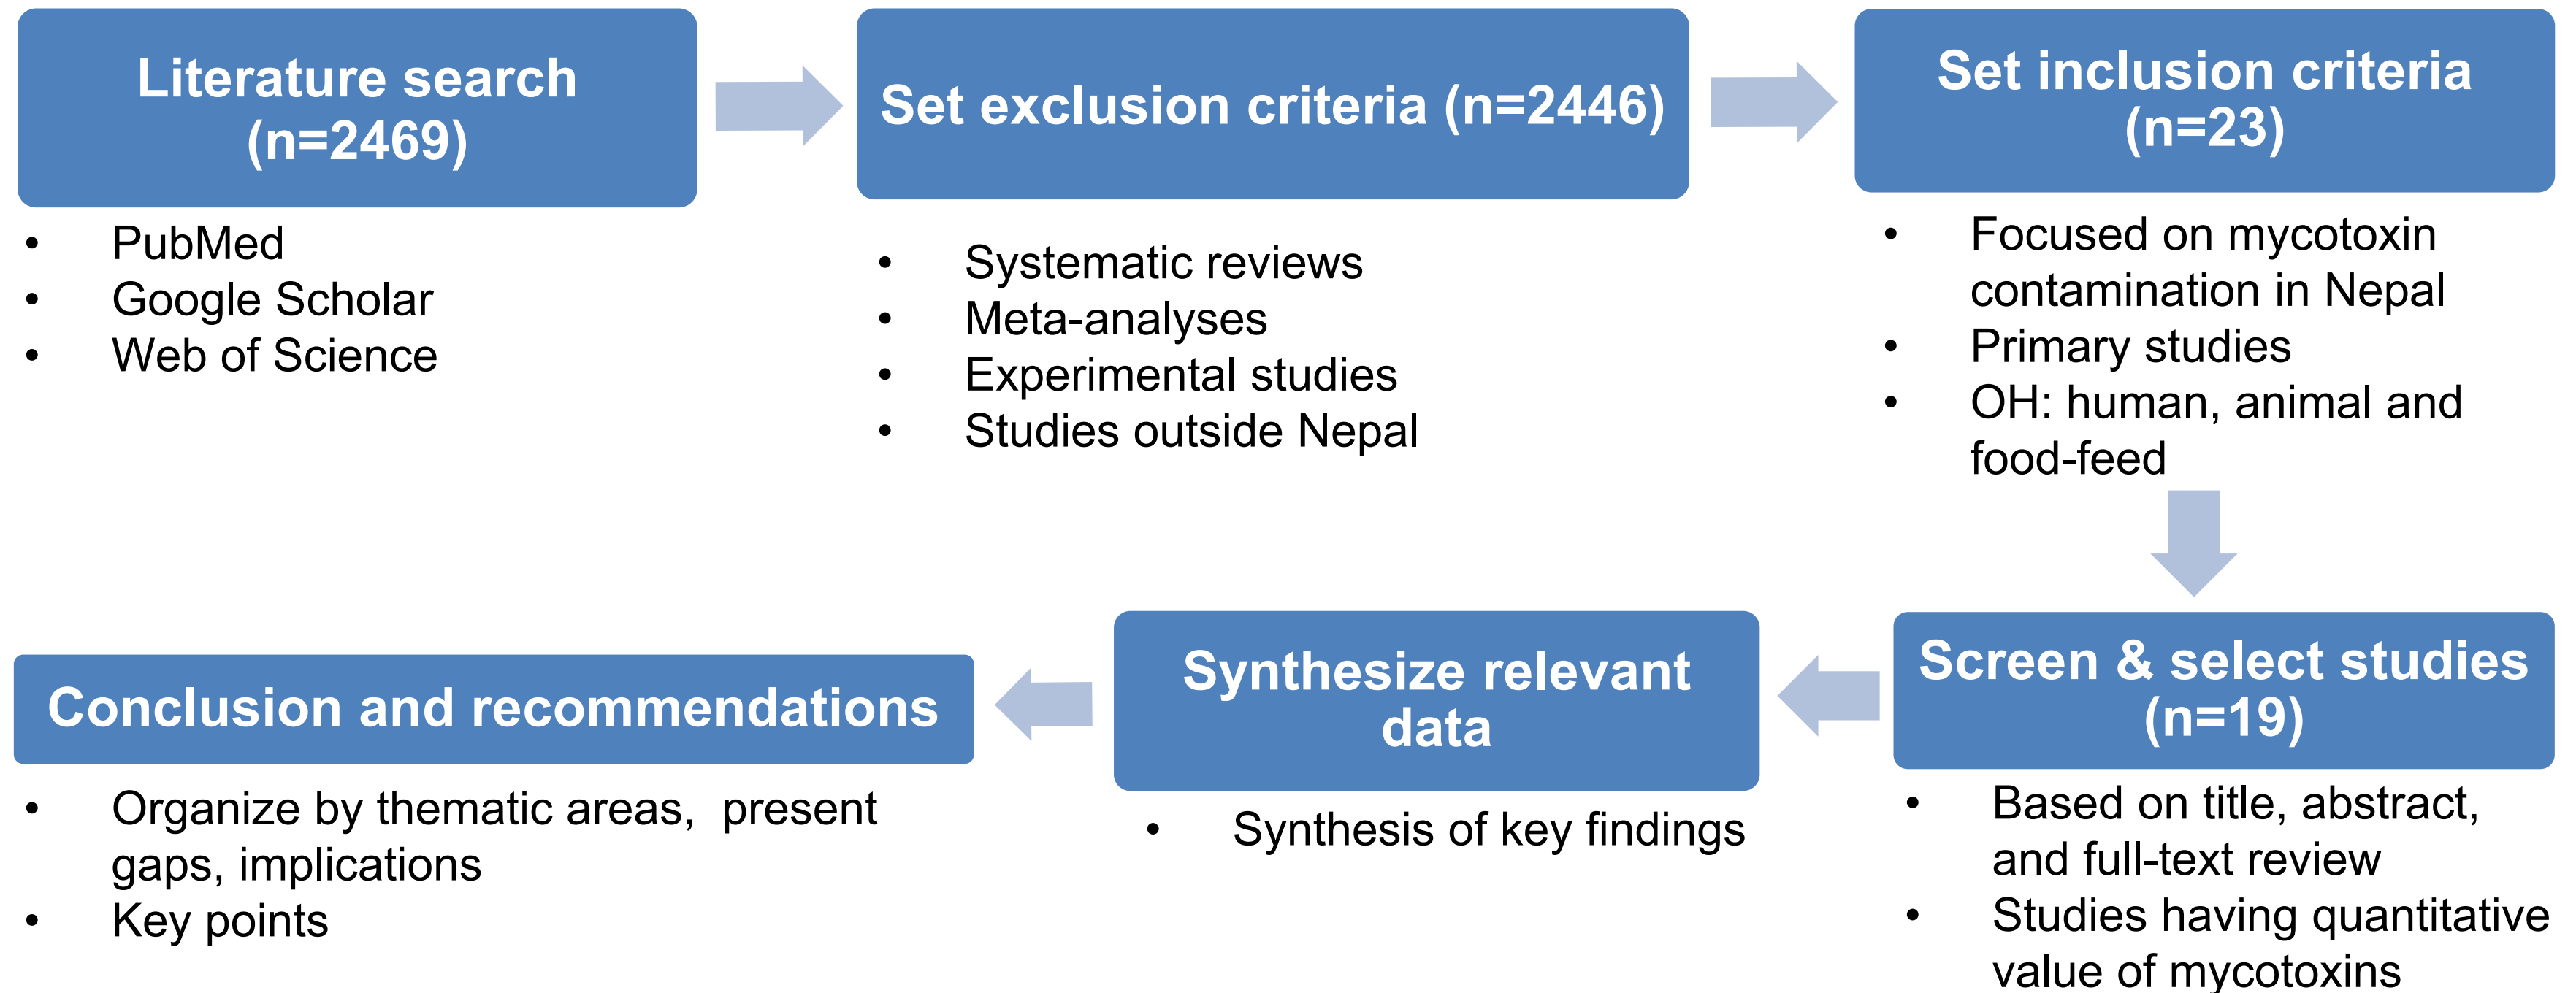 Literature search
(n=2469)
• PubMed
• Google Scholar
• Web of Science
Set exclusion criteria (n=2446)
• Systematic reviews
• Meta-analyses
• Experimental studies
• Studies outside Nepal
Set inclusion criteria
(n=23)
• Focused on mycotoxin
contamination in Nepal
• Primary studies
• OH: human, animal and
food-feed
Screen & select studies
(n=19)
• Based on title, abstract,
and full-text review
• Studies having quantitative
value of mycotoxins
Synthesize relevant
data
• Synthesis of key findings
Conclusion and recommendations
• Organize by thematic areas, present
gaps, implications
• Key points